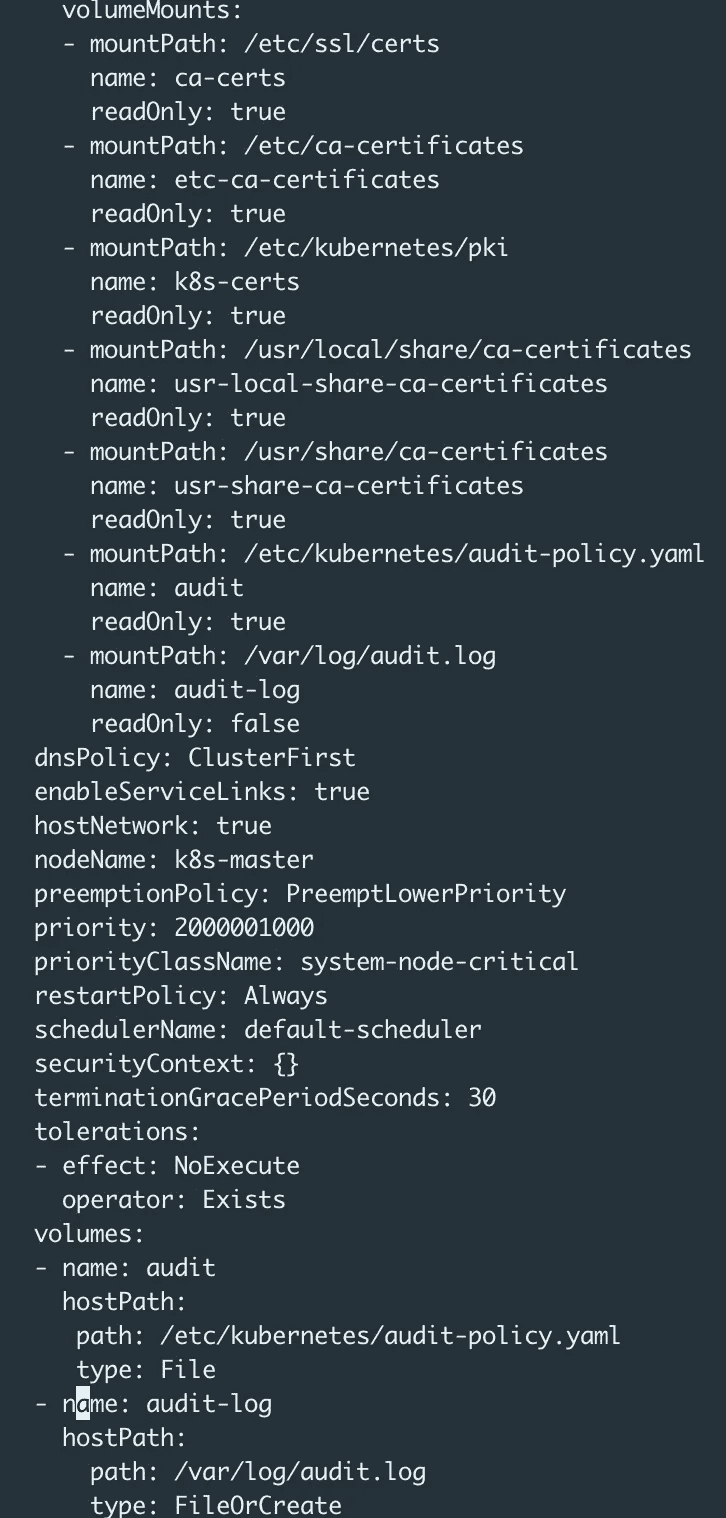 volumeMounts:
- mountPath: /etc/ssl/certs
name: ca-certs
readOnly: true
- mountPath: /etc/ca-certificates
name: etc-ca-certificates
readOnly: true
- mountPath: /etc/kubernetes/pki
name: k8s-certs
readOnly: true
- mountPath: /usr/local/share/ca-certificates
name: usr-local-share-ca-certificates
readOnly: true
- mountPath: /usr/share/ca-certificates
name: usr-share-ca-certificates
readOnly: true
- mountPath: /etc/kubernetes/audit-policy.yaml
name: audit
readOnly: true
- mountPath: /var/log/audit.log
name: audit-log
readOnly: false
dnsPolicy: ClusterFirst
enableServiceLinks: true
hostNetwork: true
nodeName: k8s-master
preemptionPolicy: PreemptLowerPriority
priority: 2000001000
priorityClassName: system-node-critical
restartPolicy: Always
schedulerName: default-scheduler
securityContext: {}
terminationGracePeriodSeconds: 30
tolerations:
- effect: NoExecute
operator: Exists
volumes:
- name: audit
hostPath:
path: /etc/kubernetes/audit-policy.yaml
type: File
- name: audit-log
hostPath:
path: /var/log/audit.log
type: FileOrCreate